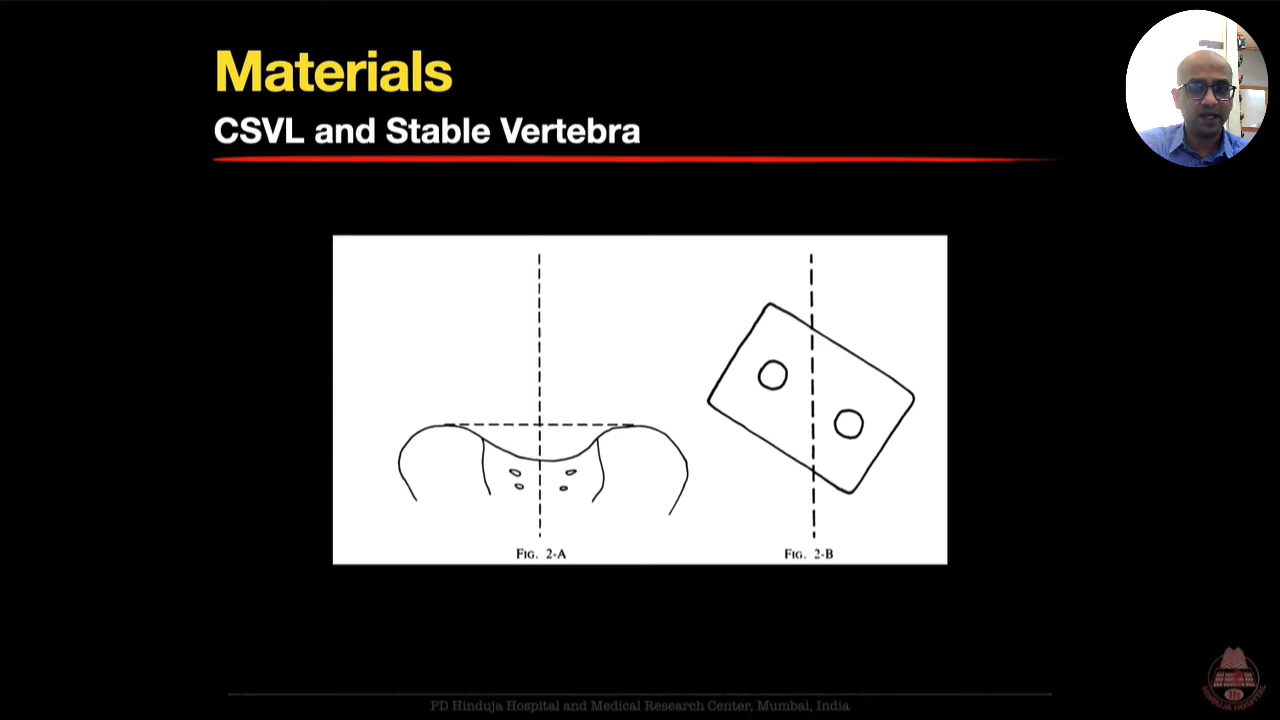 Materials
CSVL and Stable Vertebra
FIG. 2-A
FIG. 2-B
PD Hinduja Hospital and Medical Research Center, Mumbai, India